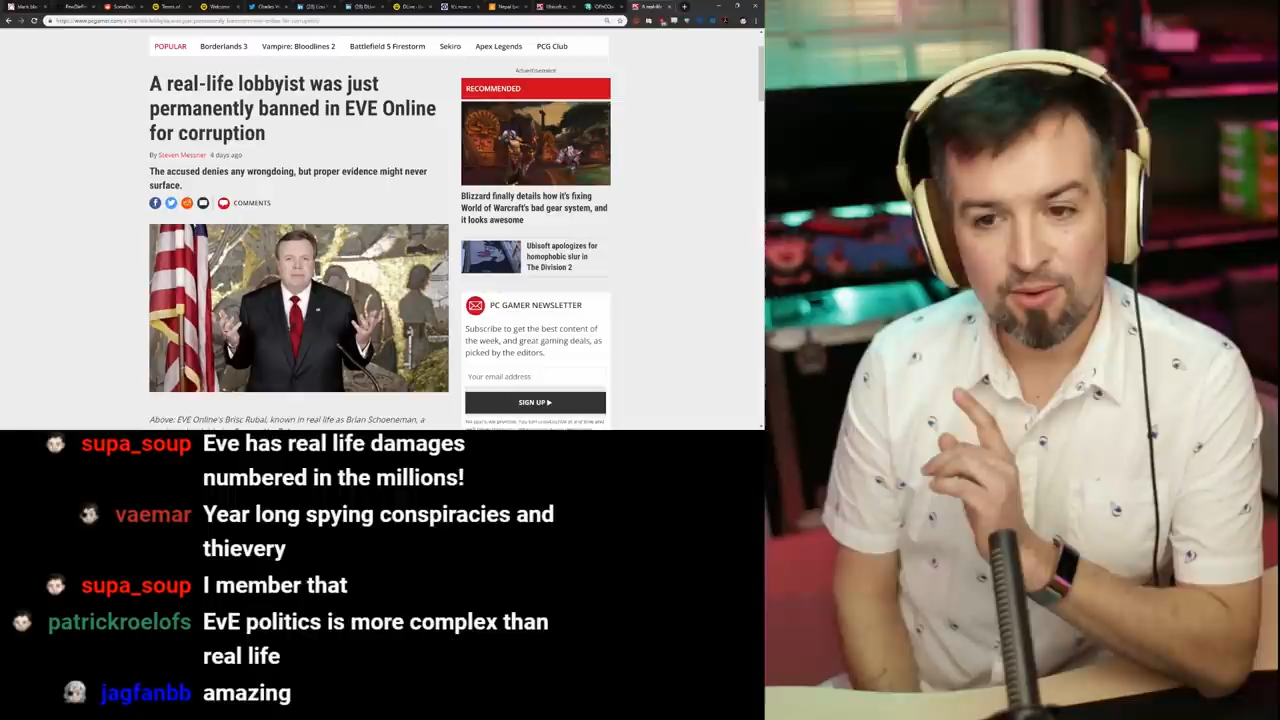 https://www.pcgamer.com/
POPULAR Borderlands 3 Vampire: Bloodlines 2 Battlefield 5 Firestorm Sekiro Apex Legends PCG Club
A real-life lobbyist was just
permanently banned in EVE Online
for corruption
By Steven Messner 4 days ago
The accused denies any wrongdoing, but proper evidence might never
surface.
COMMENTS
Above: EVE Online's Brisc Rubal, known in real life as Brian Schoeneman, a
Advertisement
RECOMMENDED
Blizzard finally details how it's fixing
World of Warcraft's bad gear system, and
it looks awesome
Ubisoft apologizes for
homophobic slur in
The Division 2
PC GAMER NEWSLETTER
Subscribe to get the best content of
the week, and great gaming deals, as
picked by the editors.
Your email address
SIGN UP ▶
supa_soup Eve has real life damages
numbered in the millions!
vaemar Year long spying conspiracies and
thievery
supa_soup I member that
patrickroelofs EvE politics is more complex than
real life
jagfanbb amazing